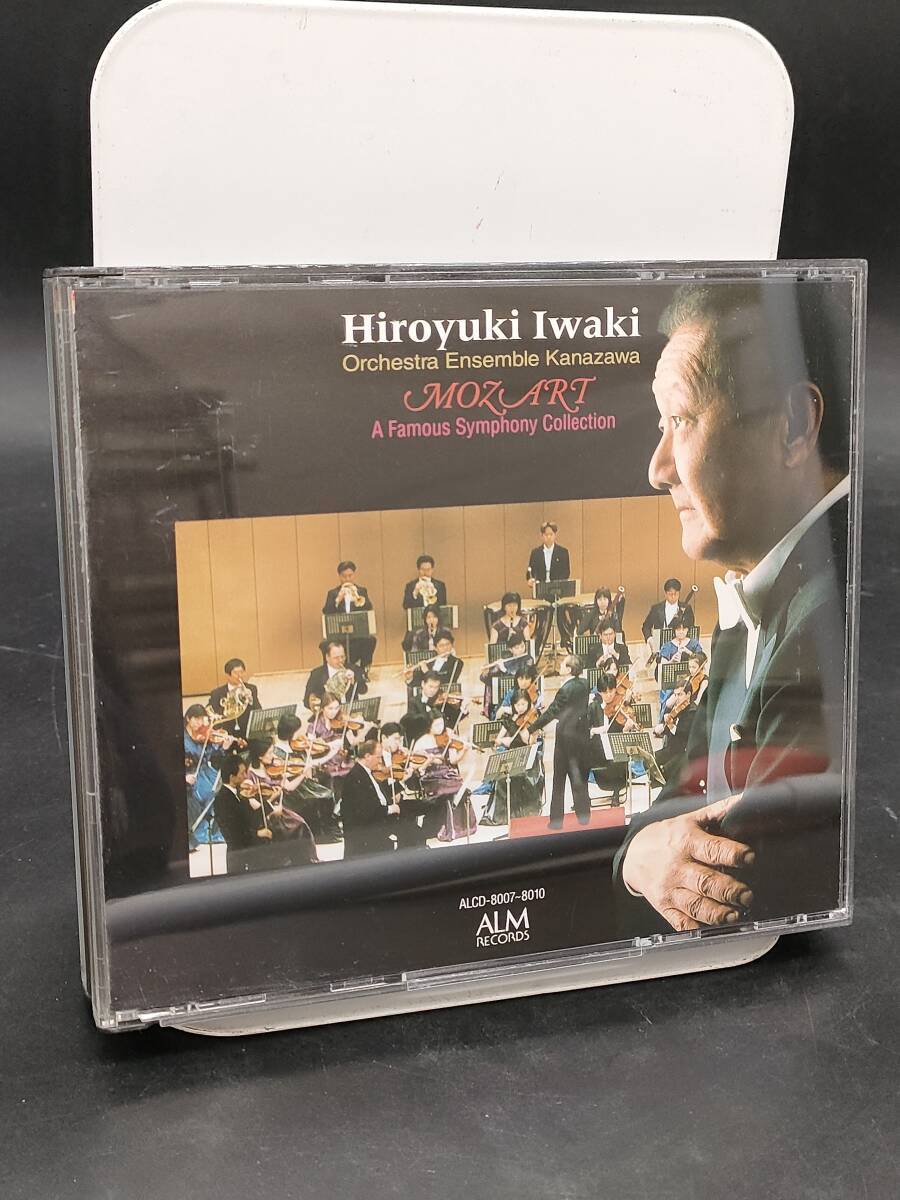 Hiroyuki Iwaki
Orchestra Ensemble Kanazawa
MOZART
A Famous Symphony Collection
ALCD-8007~8010
ALM
RECORDS